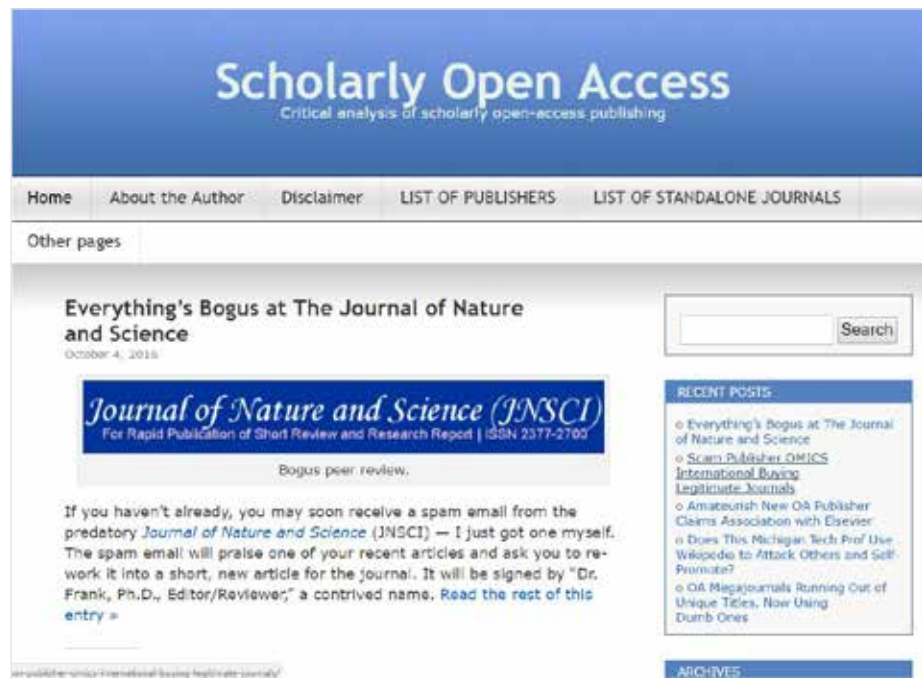 Scholarly Open Access
Critical analysis of scholarly open-access publishing
Home About the Author Disclaimer LIST OF PUBLISHERS LIST OF STANDALONE JOURNALS
Other pages
Everything's Bogus at The Journal of Nature
and Science
October 4, 2016
Journal of Nature and Science (JNSCI)
For Rapid Publication of Short Review and Research Report | ISSN 2377-2700
Bogus peer review.
If you haven't already, you may soon receive a spam email from the
predatory Journal of Nature and Science (JNSCI) — I just got one myself.
The spam email will praise one of your recent articles and ask you to re-
work it into a short, new article for the journal. It will be signed by "Dr.
Frank, Ph.D., Editor/Reviewer," a contrived name. Read the rest of this
entry »
Search
RECENT POSTS
o Everything's Bogus at The Journal
of Nature and Science
o Scam Publisher OMICS
International Buying
Legitimate Journals
o Amateurish New OA Publisher
Claims Association with Elsevier
o Does This Michigan Tech Prof Use
Wikipedia to Attack Others and Self-
Promote?
o OA Megajournals Running Out of
Unique Titles, Now Using
Dumb Ones
ARCHIVES